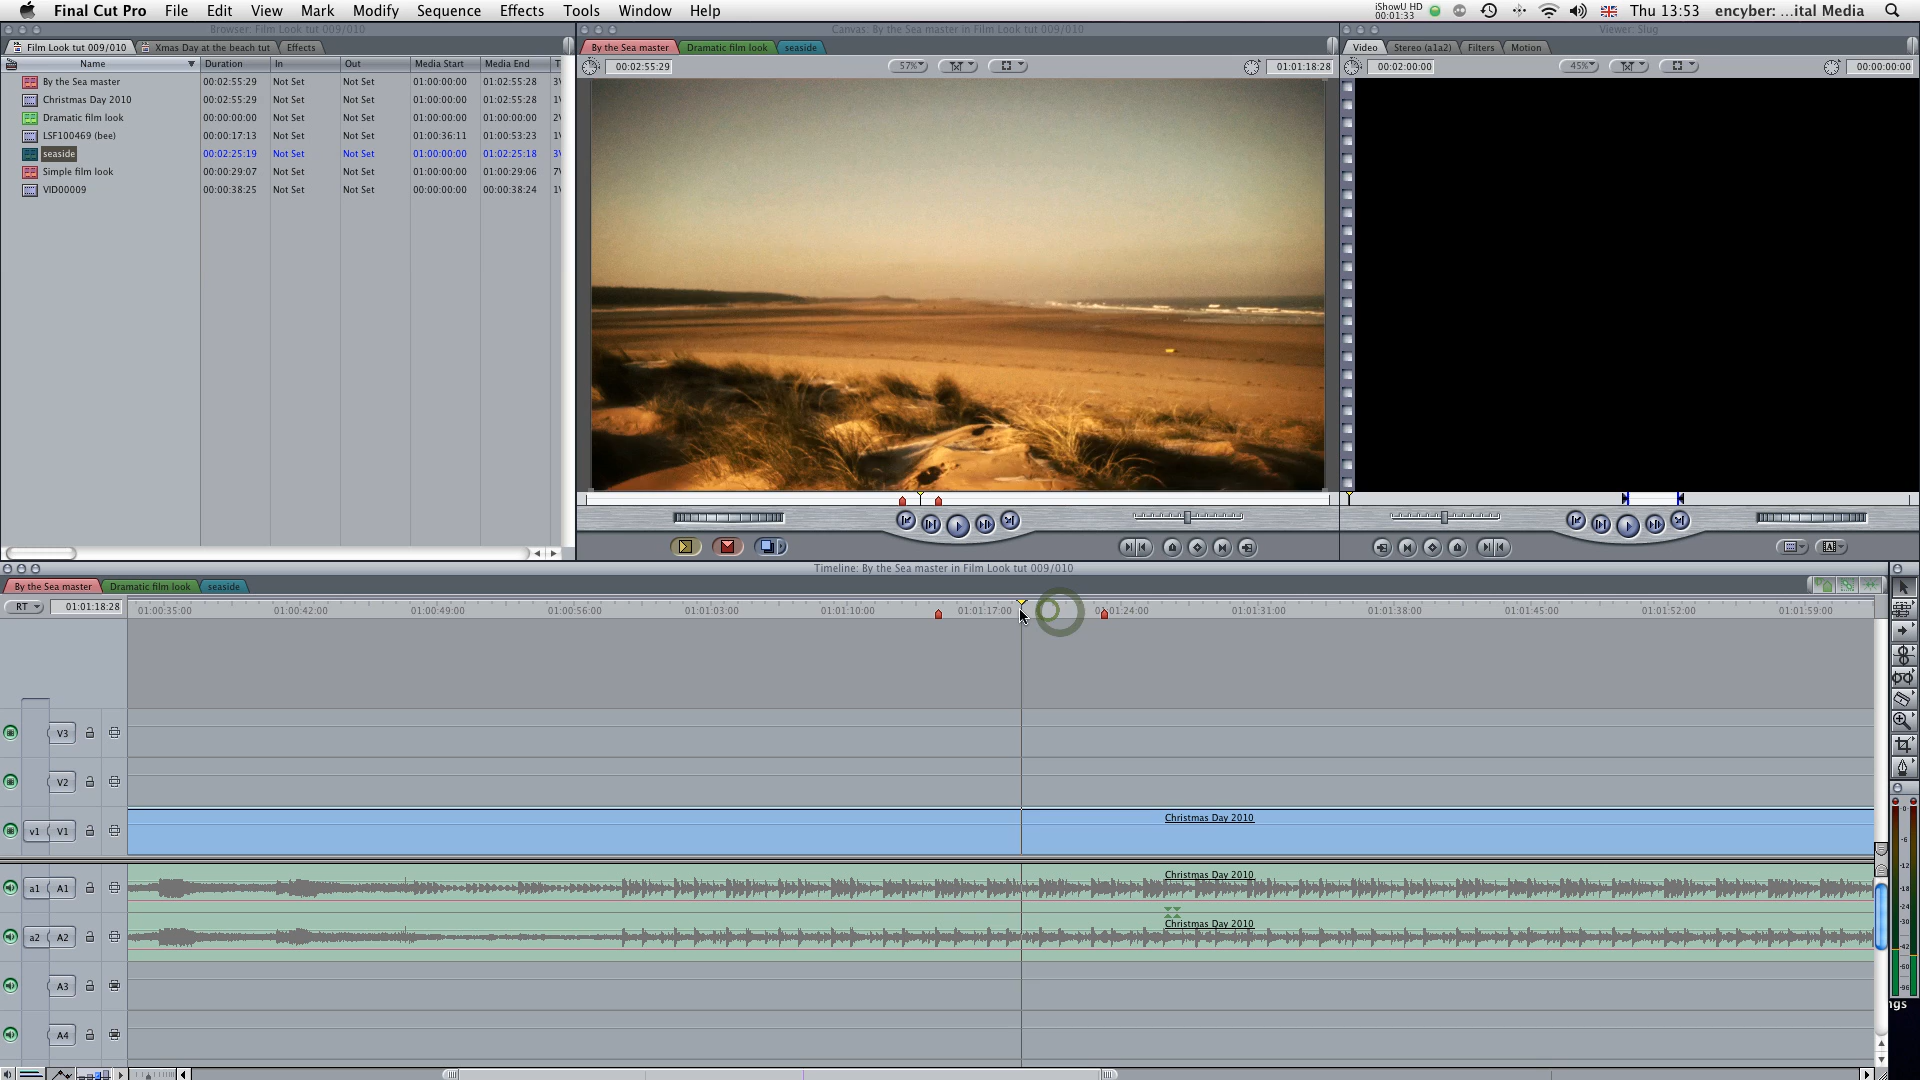 Final Cut Pro File Edit View Mark Modify Sequence Effects Tools Window Help
iShowU HD
00:01:33
Thu 13:53 encyber: ...ital Media
Browser: Film Look tut 009/010
Canvas: By the Sea master in Film Look tut 009/010
Viewer: Slug
Film Look tut 009/010 Xmas Day at the beach tut Effects
By the Sea master Dramatic film look seaside
Video Stereo (a1a2) Filters Motion
Name Duration In Out Media Start Media End T
00:02:55:29 57% 01:01:18:28
00:02:00:00 45% 00:00:00:00
By the Sea master 00:02:55:29 Not Set Not Set 01:00:00:00 01:02:55:28 3V
Christmas Day 2010 00:02:55:29 Not Set Not Set 01:00:00:00 01:02:55:28 1V
Dramatic film look 00:00:00:00 Not Set Not Set 01:00:00:00 01:00:00:00 2V
LSF100469 (bee) 00:00:17:13 Not Set Not Set 01:00:36:11 01:00:53:23 1V
seaside 00:02:25:19 Not Set Not Set 01:00:00:00 01:02:25:18 3V
Simple film look 00:00:29:07 Not Set Not Set 01:00:00:00 01:00:29:06 7V
VID00009 00:00:38:25 Not Set Not Set 00:00:00:00 00:00:38:24 1V
Timeline: By the Sea master in Film Look tut 009/010
By the Sea master Dramatic film look seaside
RT 01:01:18:28 01:00:35:00 01:00:42:00 01:00:49:00 01:00:56:00 01:01:03:00 01:01:10:00 01:01:17:00 01:01:24:00 01:01:31:00 01:01:38:00 01:01:45:00 01:01:52:00 01:01:59:00
V3
V2
v1 V1 Christmas Day 2010
a1 A1 Christmas Day 2010
a2 A2 Christmas Day 2010
A3
A4
-0
-6
-12
-18
-24
-30
-42
-60
-96
ngs